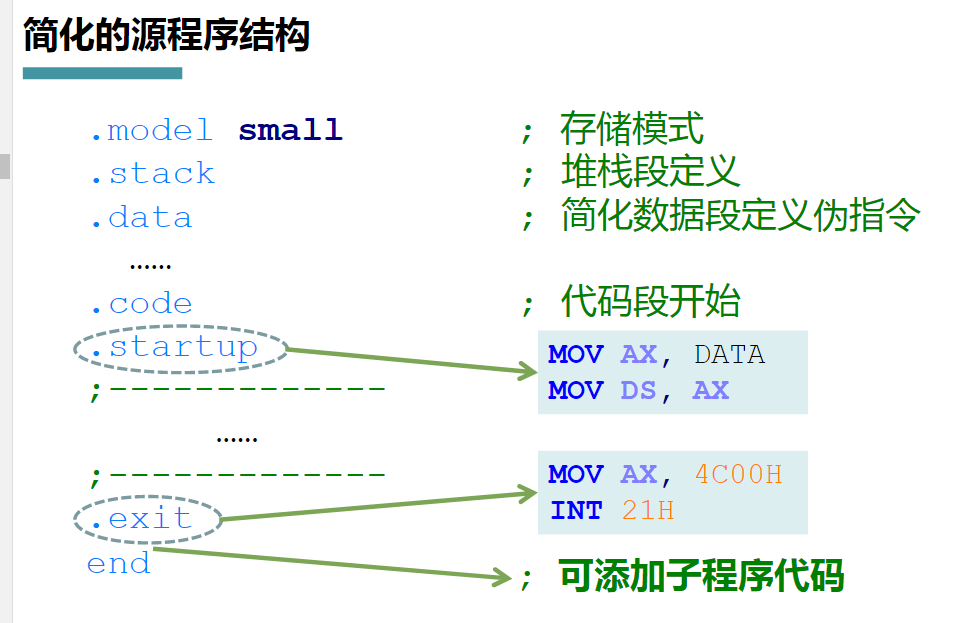 简化的源程序结构
.model small ; 存储模式
.stack ; 堆栈段定义
.data ; 简化数据段定义伪指令
……
.code ; 代码段开始
.startup MOV AX, DATA
;------------- MOV DS, AX
……
;------------- MOV AX, 4C00H
.exit INT 21H
end ; 可添加子程序代码